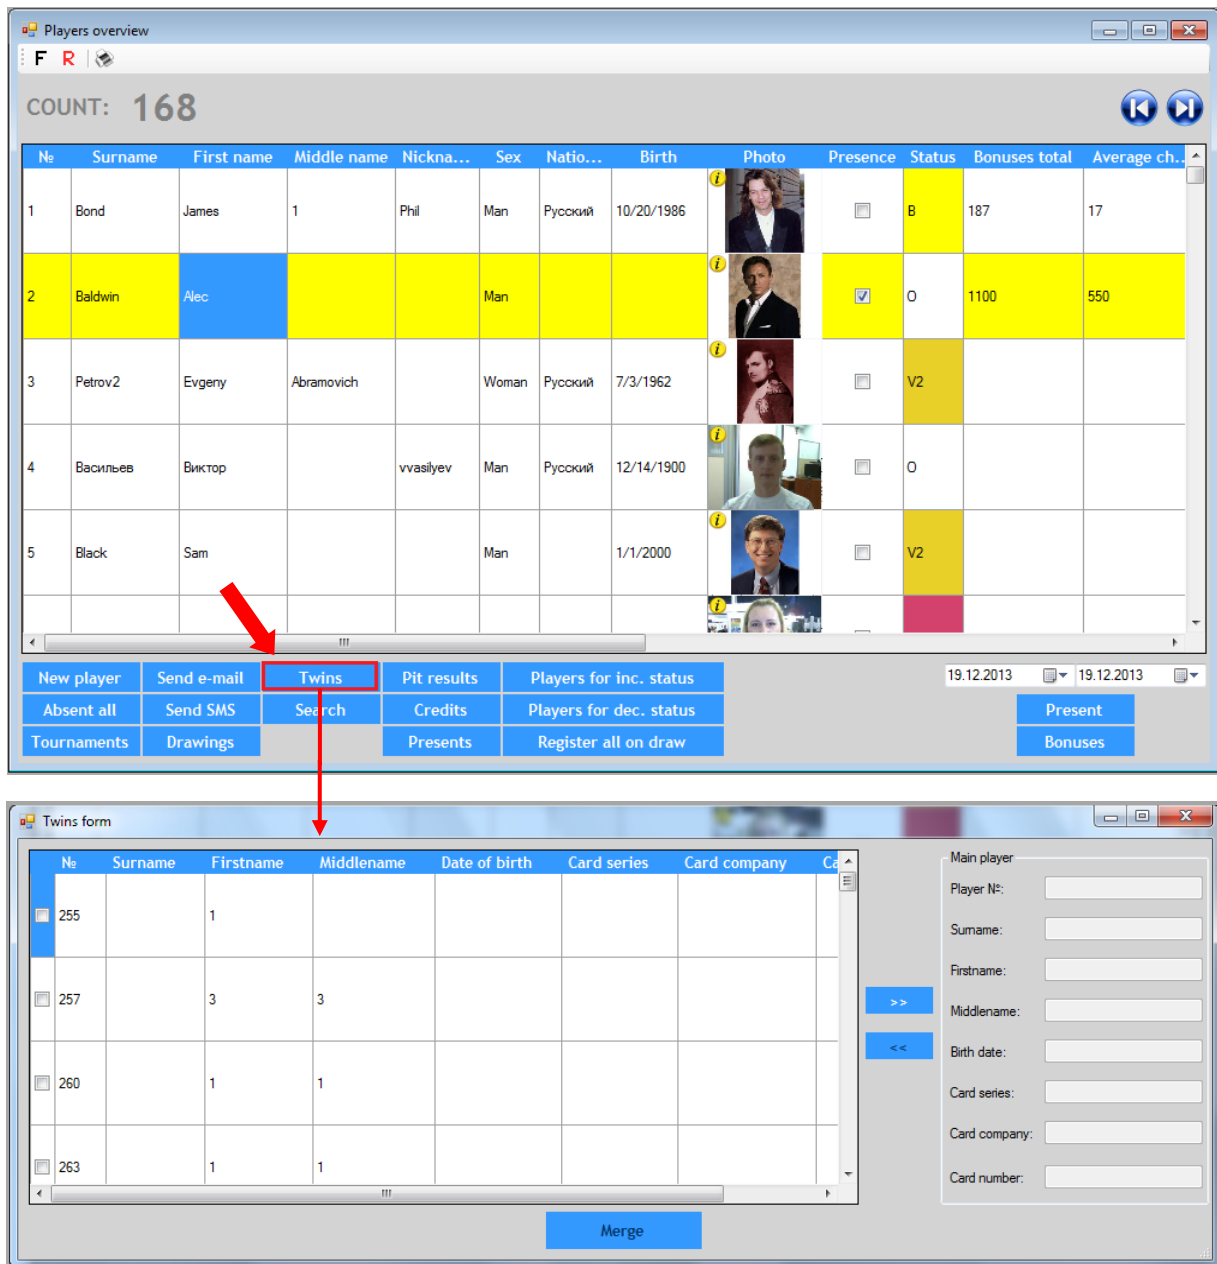 Players overview
F R
COUNT: 168
№ Surname First name Middle name Nickna... Sex Natio... Birth Photo Presence Status Bonuses total Average ch..
1 Bond James 1 Phil Man Русский 10/20/1986 B 187 17
2 Baldwin Alec Man O 1100 550
3 Petrov2 Evgeny Abramovich Woman Русский 7/3/1962 V2
4 Васильев Виктор vvasilyev Man Русский 12/14/1900 O
5 Black Sam Man 1/1/2000 V2
New player Send e-mail Twins Pit results Players for inc. status 19.12.2013 19.12.2013
Absent all Send SMS Search Credits Players for dec. status Present
Tournaments Drawings Presents Register all on draw Bonuses
Twins form
№ Surname Firstname Middlename Date of birth Card series Card company Ca
255 1
257 3 3
260 1 1
263 1 1
>>
<<
Main player
Player №:
Surname:
Firstname:
Middlename:
Birth date:
Card series:
Card company:
Card number:
Merge